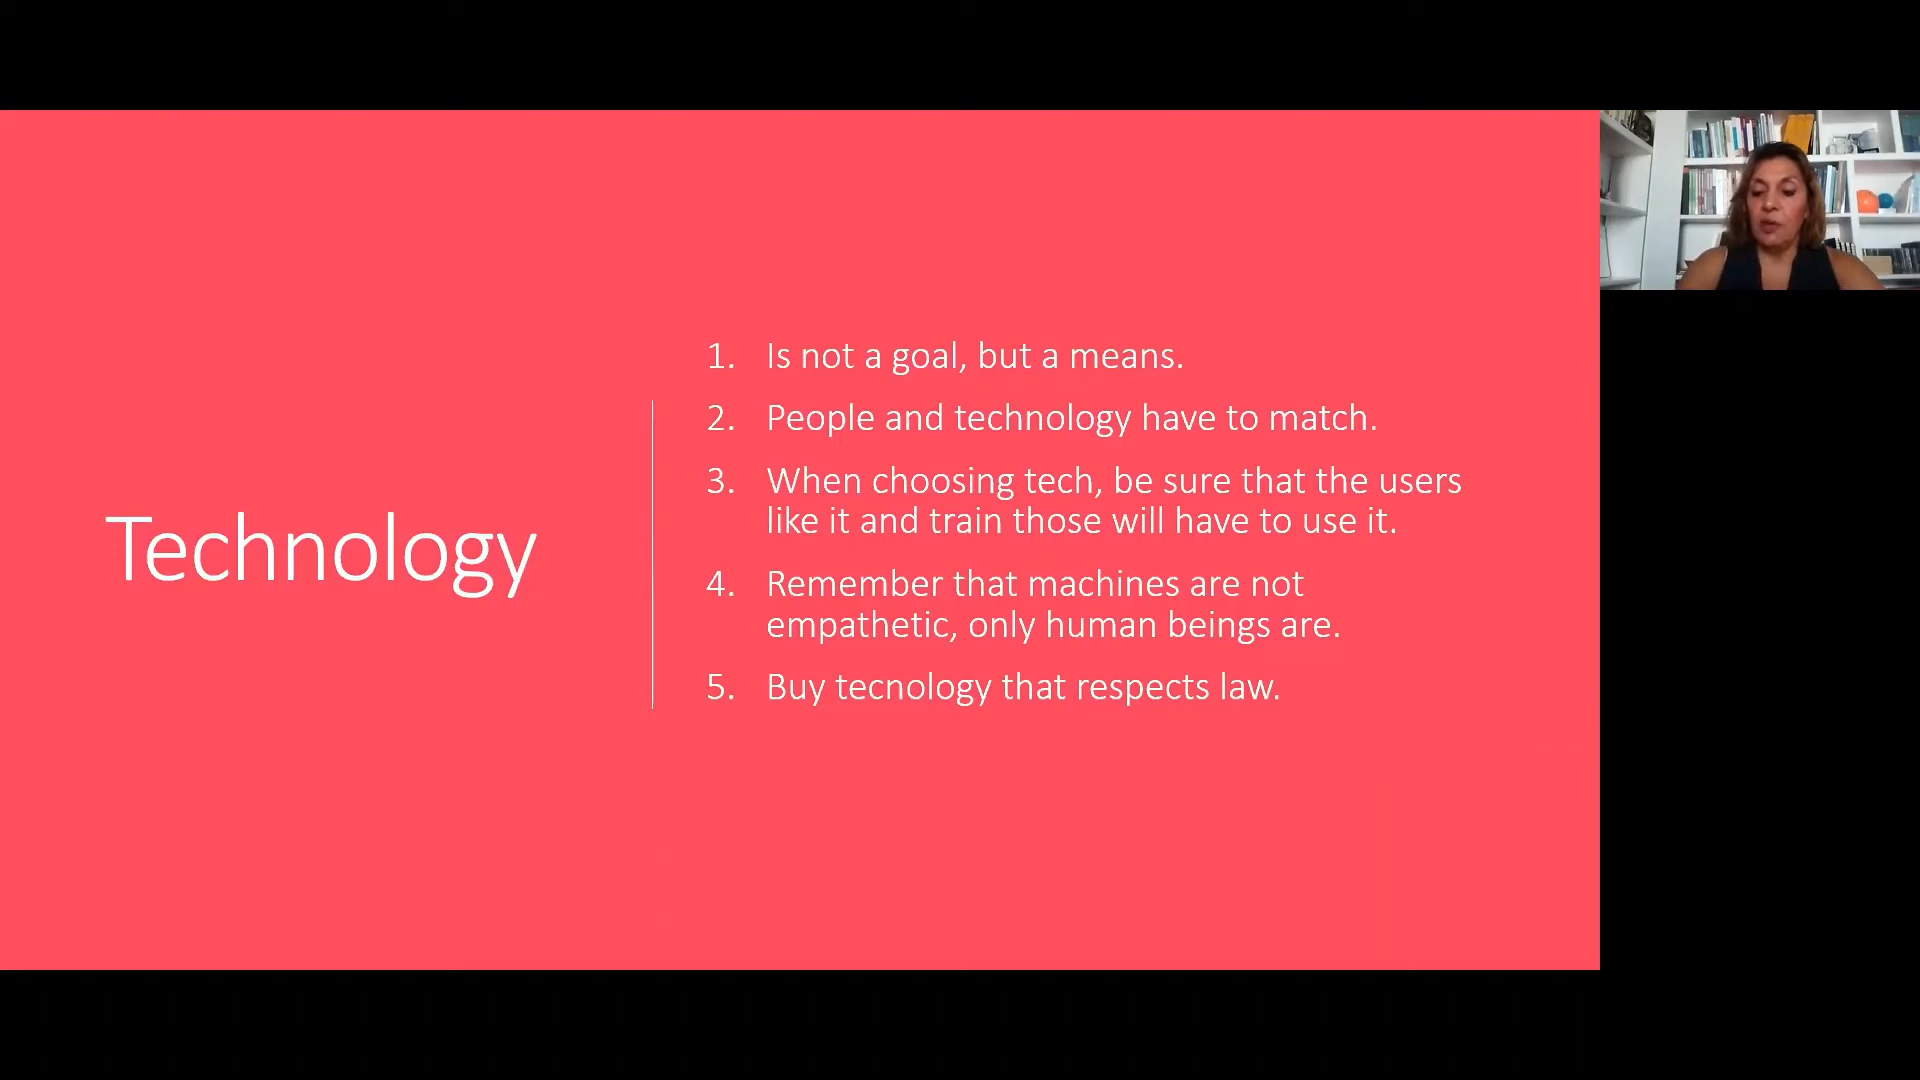 Technology
1. Is not a goal, but a means.
2. People and technology have to match.
3. When choosing tech, be sure that the users
like it and train those will have to use it.
4. Remember that machines are not
empathetic, only human beings are.
5. Buy tecnology that respects law.